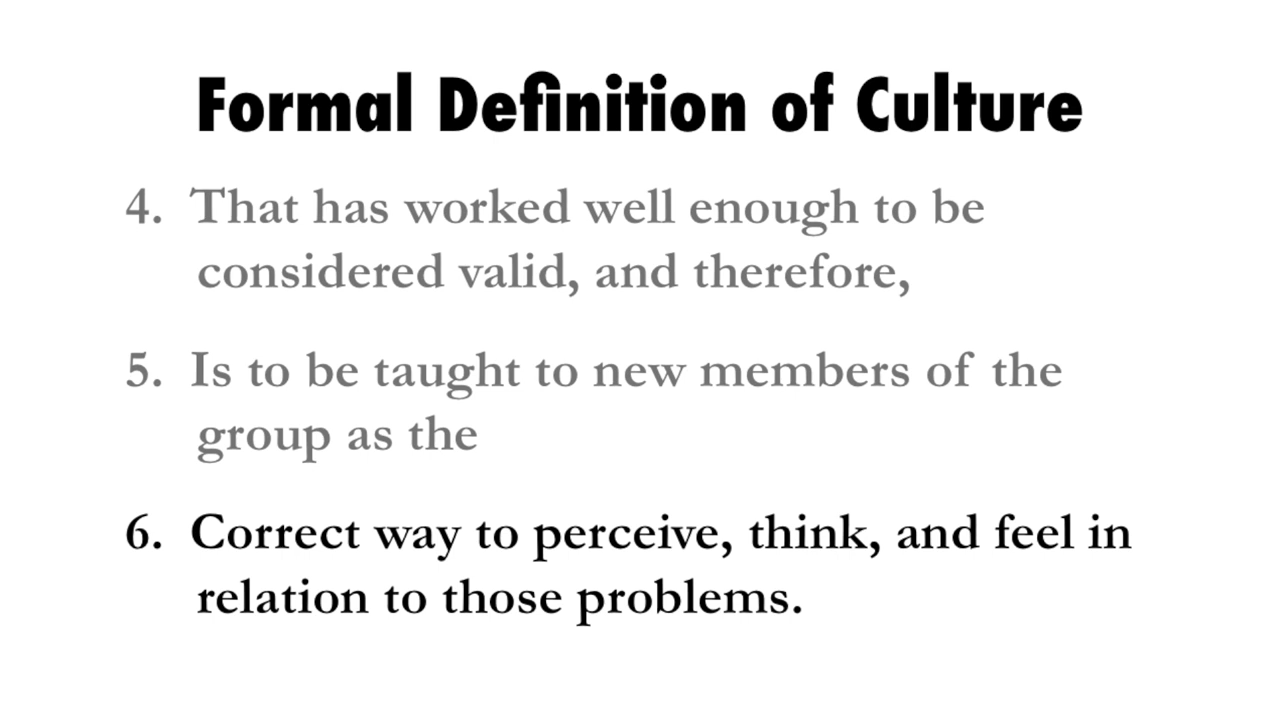 Formal Definition of Culture
4. That has worked well enough to be
considered valid, and therefore,
5. Is to be taught to new members of the
group as the
6. Correct way to perceive, think, and feel in
relation to those problems.